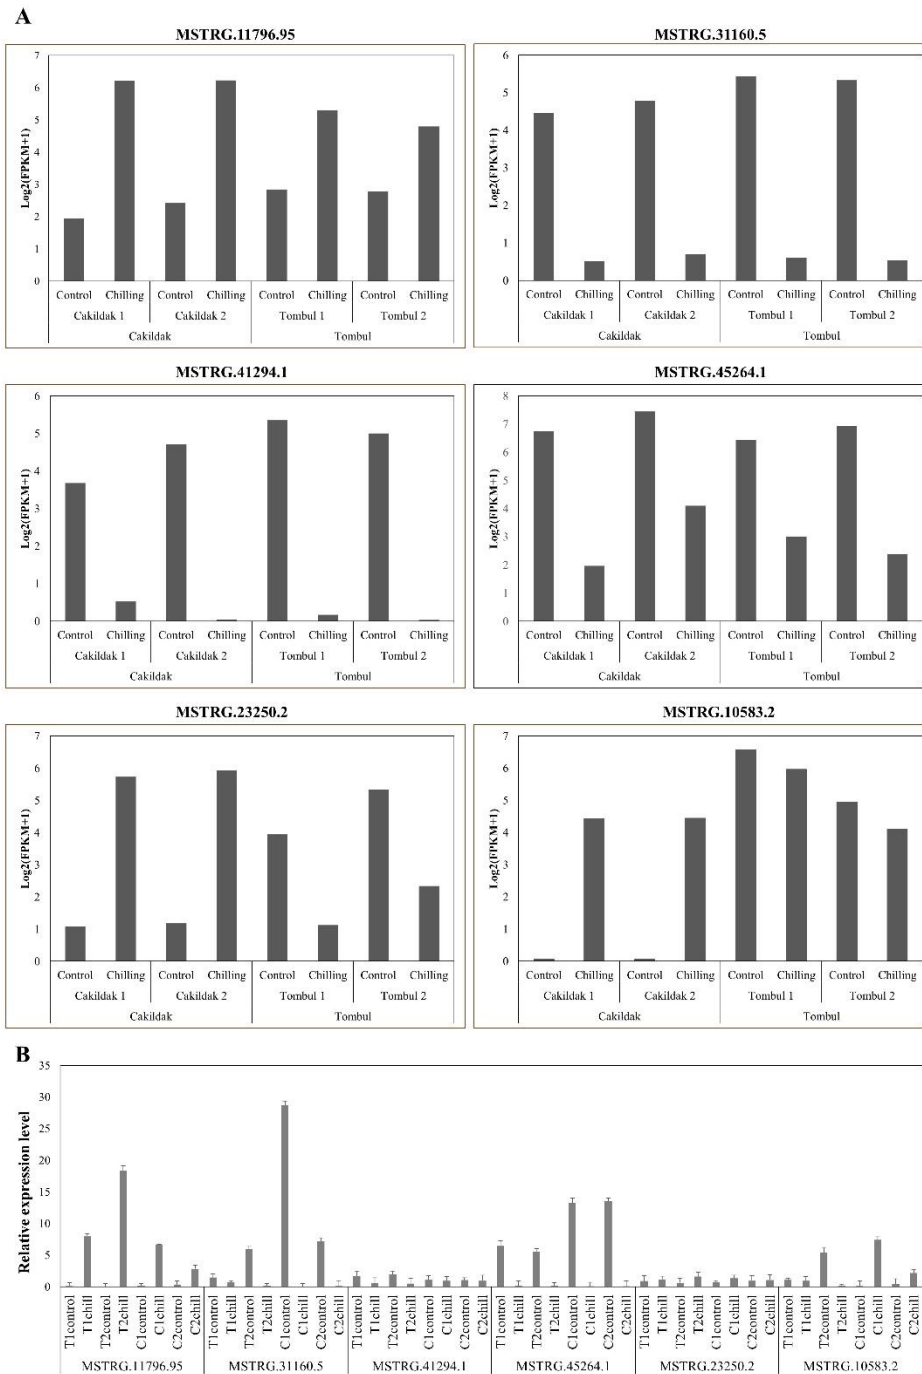 A
MSTRG.11796.95
Log2(FPKM+1)
7
6
5
4
3
2
1
0
Control Chilling Control Chilling Control Chilling Control Chilling
Cakildak 1 Cakildak 2 Tombul 1 Tombul 2
Cakildak Tombul
MSTRG.31160.5
Log2(FPKM+1)
6
5
4
3
2
1
0
Control Chilling Control Chilling Control Chilling Control Chilling
Cakildak 1 Cakildak 2 Tombul 1 Tombul 2
Cakildak Tombul
MSTRG.41294.1
Log2(FPKM+1)
6
5
4
3
2
1
0
Control Chilling Control Chilling Control Chilling Control Chilling
Cakildak 1 Cakildak 2 Tombul 1 Tombul 2
Cakildak Tombul
MSTRG.45264.1
Log2(FPKM+1)
8
7
6
5
4
3
2
1
0
Control Chilling Control Chilling Control Chilling Control Chilling
Cakildak 1 Cakildak 2 Tombul 1 Tombul 2
Cakildak Tombul
MSTRG.23250.2
Log2(FPKM+1)
7
6
5
4
3
2
1
0
Control Chilling Control Chilling Control Chilling Control Chilling
Cakildak 1 Cakildak 2 Tombul 1 Tombul 2
Cakildak Tombul
MSTRG.10583.2
Log2(FPKM+1)
7
6
5
4
3
2
1
0
Control Chilling Control Chilling Control Chilling Control Chilling
Cakildak 1 Cakildak 2 Tombul 1 Tombul 2
Cakildak Tombul
B
Relative expression level
35
30
25
20
15
10
5
0
T1control T1chill T2control T2chill C1control C1chill C2control C2chill T1control T1chill T2control T2chill C1control C1chill C2control C2chill T1control T1chill T2control T2chill C1control C1chill C2control C2chill T1control T1chill T2control T2chill C1control C1chill C2control C2chill T1control T1chill T2control T2chill C1control C1chill C2control C2chill T1control T1chill T2control T2chill C1control C1chill C2control C2chill
MSTRG.11796.95 MSTRG.31160.5 MSTRG.41294.1 MSTRG.45264.1 MSTRG.23250.2 MSTRG.10583.2